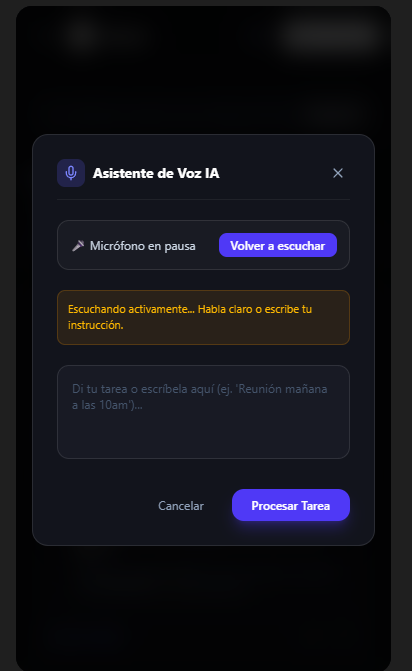 Asistente de Voz IA
Micrófono en pausa
Volver a escuchar
Escuchando activamente... Habla claro o escribe tu
instrucción.
Di tu tarea o escríbela aquí (ej. 'Reunión mañana
a las 10am')...
Cancelar
Procesar Tarea